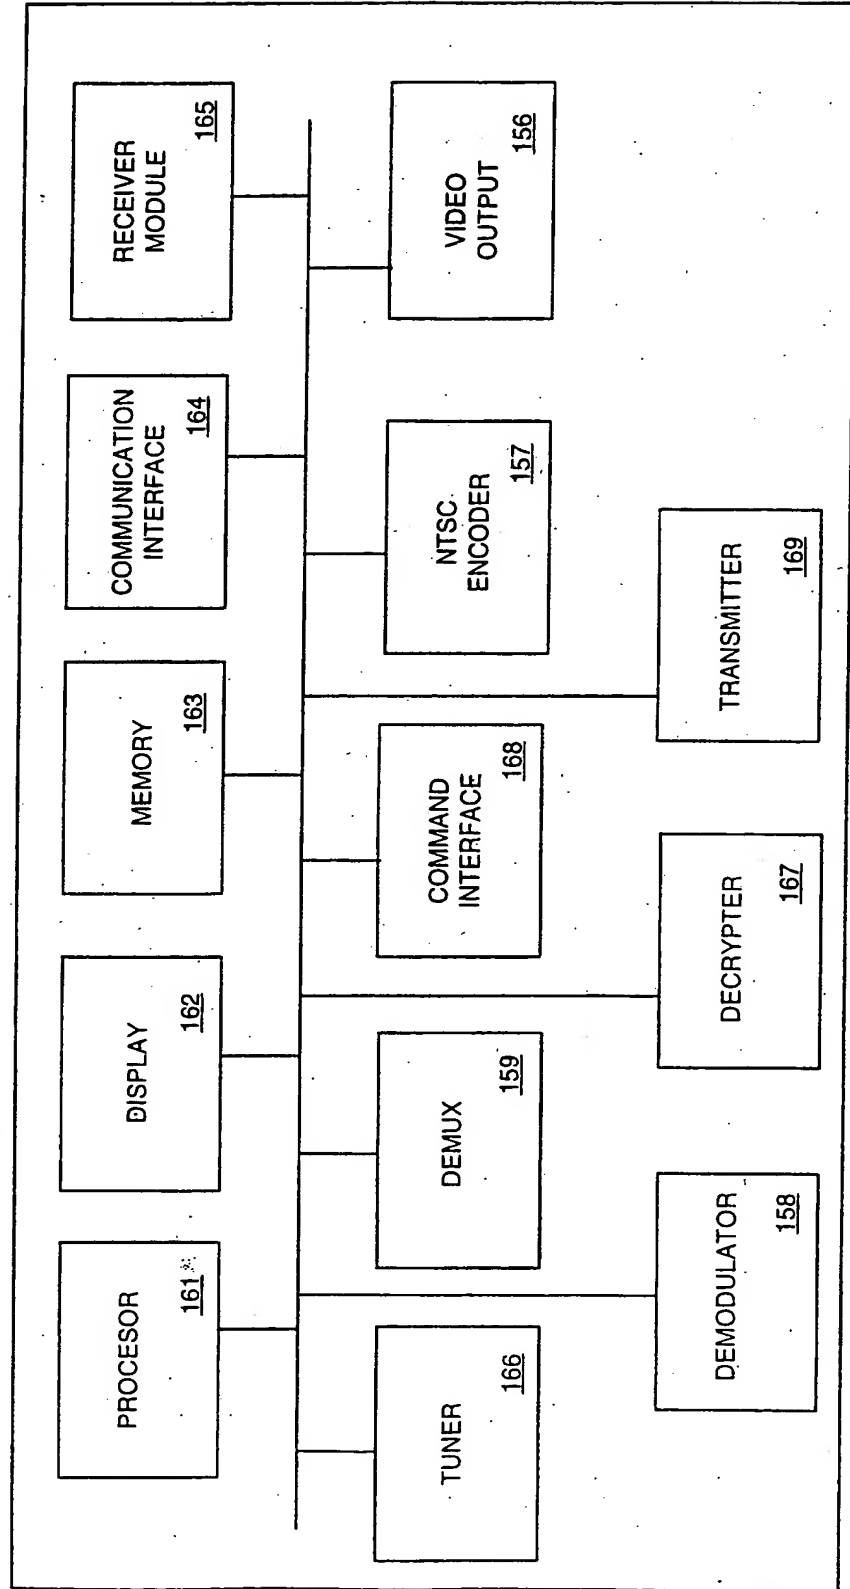 PROCESOR
161
DISPLAY
162
MEMORY
163
COMMUNICATION
INTERFACE
164
RECEIVER
MODULE
165
TUNER
166
DEMUX
159
COMMAND
INTERFACE
168
NTSC
ENCODER
157
VIDEO
OUTPUT
156
DEMODULATOR
158
DECRYPTER
167
TRANSMITTER
169